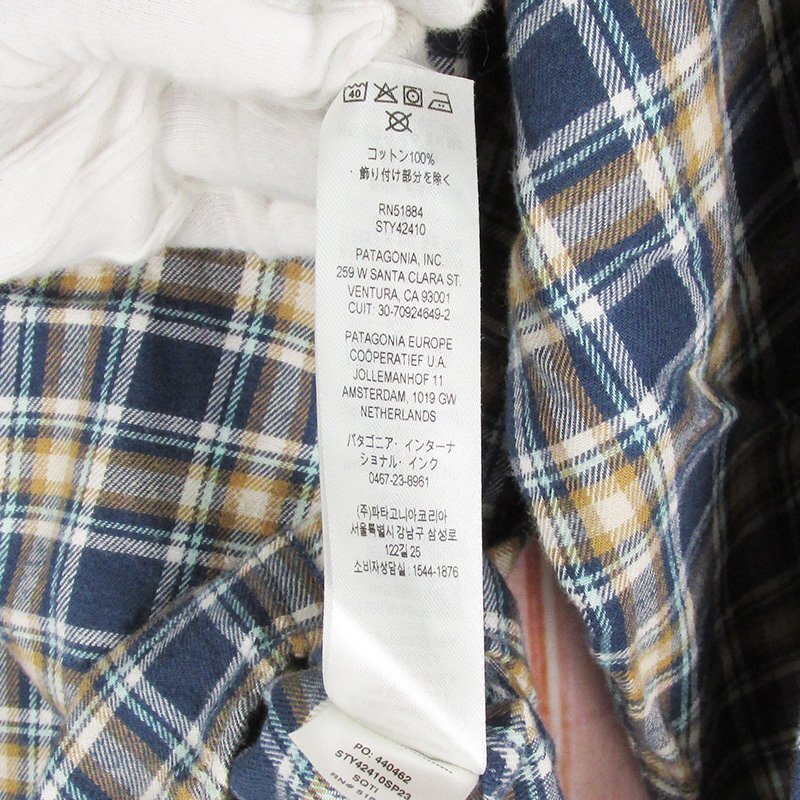 40
コットン100%
・飾り付け部分を除く
RN51884
STY42410
PATAGONIA, INC.
259 W SANTA CLARA ST.
VENTURA, CA 93001
CUIT: 30-70924649-2
PATAGONIA EUROPE
COÖPERATIEF U.A.
JOLLEMANHOF 11
AMSTERDAM, 1019 GW
NETHERLANDS
パタゴニア・インターナ
ショナル・インク
0467-23-8961
(주)파타고니아코리아
서울특별시 강남구 삼성로
122길 25
소비자상담실 : 1544-1876
PO: 440462
STY42410SP23
SOTI
RN#